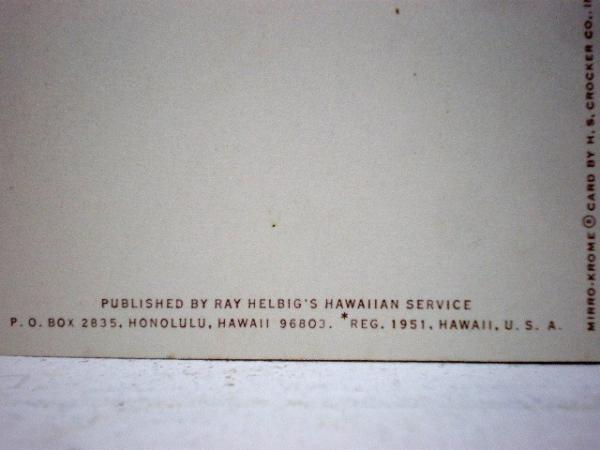 PUBLISHED BY RAY HELBIG'S HAWAIIAN SERVICE
P. O. BOX 2835, HONOLULU, HAWAII 96803. *REG. 1951, HAWAII, U. S. A.
MIRRO-KROME ® CARD BY H. S. CROCKER CO., I